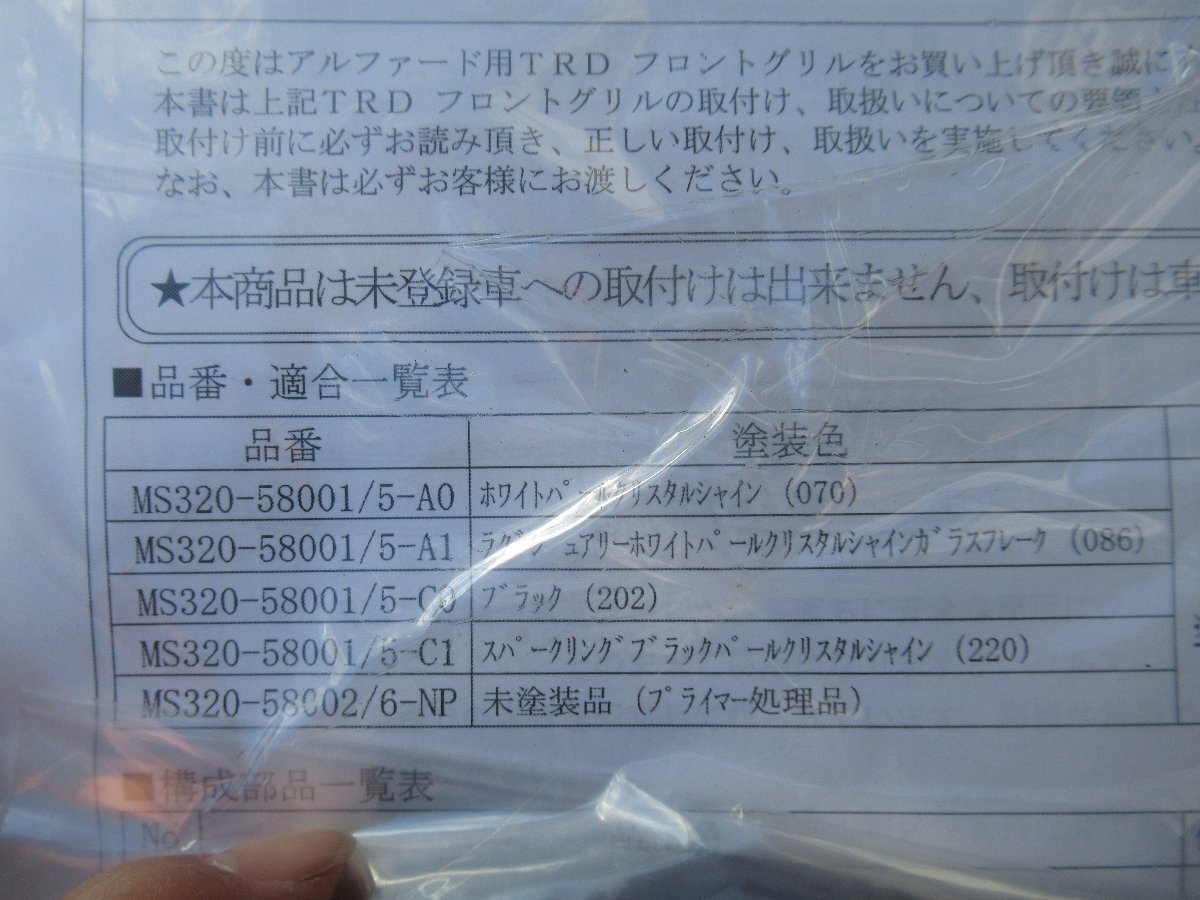 この度はアルファード用ＴＲＤ フロントグリルをお買い上げ頂き誠に
本書は上記ＴＲＤ フロントグリルの取付け、取扱いについての要領
取付け前に必ずお読み頂き、正しい取付け、取扱いを実施してください。
なお、本書は必ずお客様にお渡しください。
★本商品は未登録車への取付けは出来ません、取付けは車
■品番・適合一覧表
品番 塗装色
MS320-58001/5-A0 ﾎﾜｲﾄﾊﾟｰﾙｸﾘｽﾀﾙｼｬｲﾝ (070)
MS320-58001/5-A1 ﾗｸﾞｼﾞｭｱﾘｰﾎﾜｲﾄﾊﾟｰﾙｸﾘｽﾀﾙｼｬｲﾝｶﾞﾗｽﾌﾚｰｸ (086)
MS320-58001/5-C0 ﾌﾞﾗｯｸ (202)
MS320-58001/5-C1 ｽﾊﾟｰｸﾘﾝｸﾞﾌﾞﾗｯｸﾊﾟｰﾙｸﾘｽﾀﾙｼｬｲﾝ (220)
MS320-58002/6-NP 未塗装品 (ﾌﾟﾗｲﾏｰ処理品)
■構成部品一覧表
No